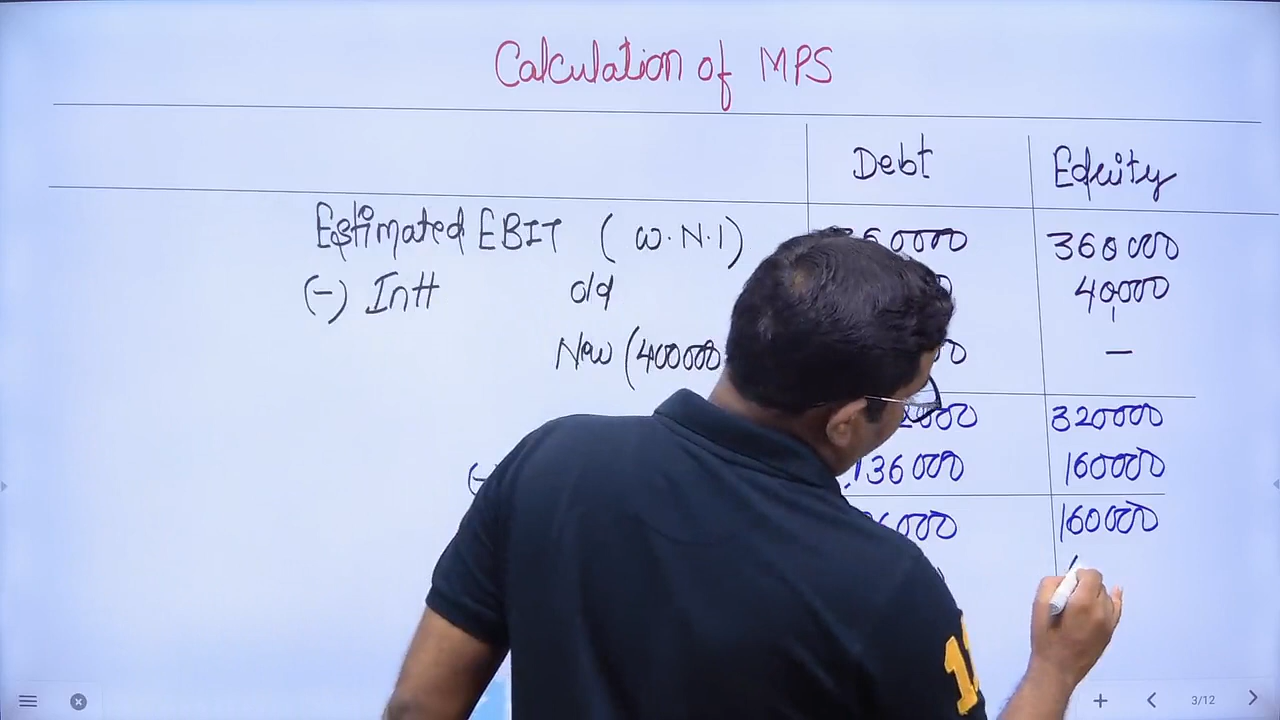 Calculation of MPS
Debt Equity
Estimated EBIT (W.N.1) 360000
(-) Intt old 40000
New (400000 —
320000
136000 160000
160000
3/12